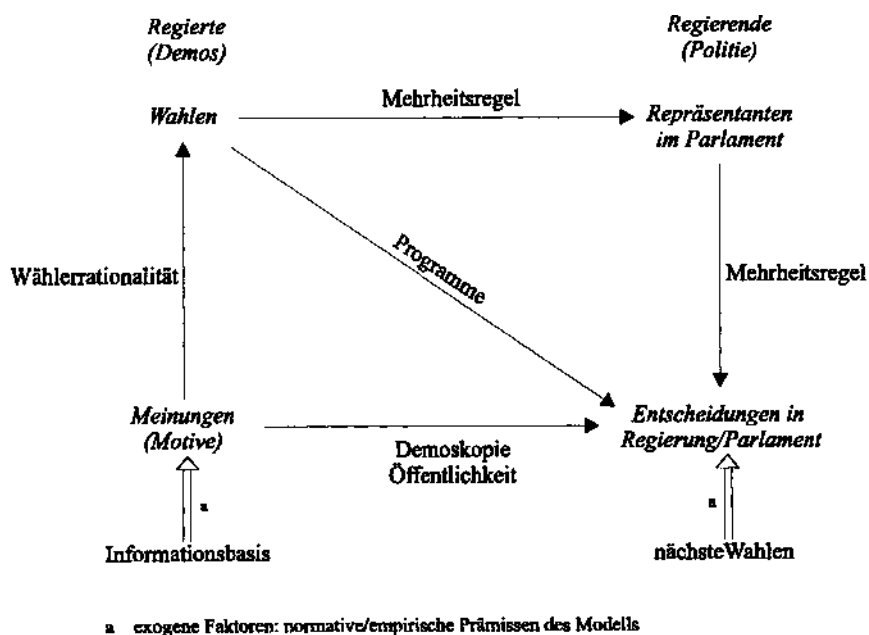 Regierte
(Demos)
Regierende
(Politie)
Wahlen
Mehrheitsregel
Repräsentanten
im Parlament
Programme
Wählerrationalität
Mehrheitsregel
Meinungen
(Motive)
Demoskopie
Öffentlichkeit
Entscheidungen in
Regierung/Parlament
a
a
Informationsbasis
nächsteWahlen
a exogene Faktoren: normative/empirische Prämissen des Modells